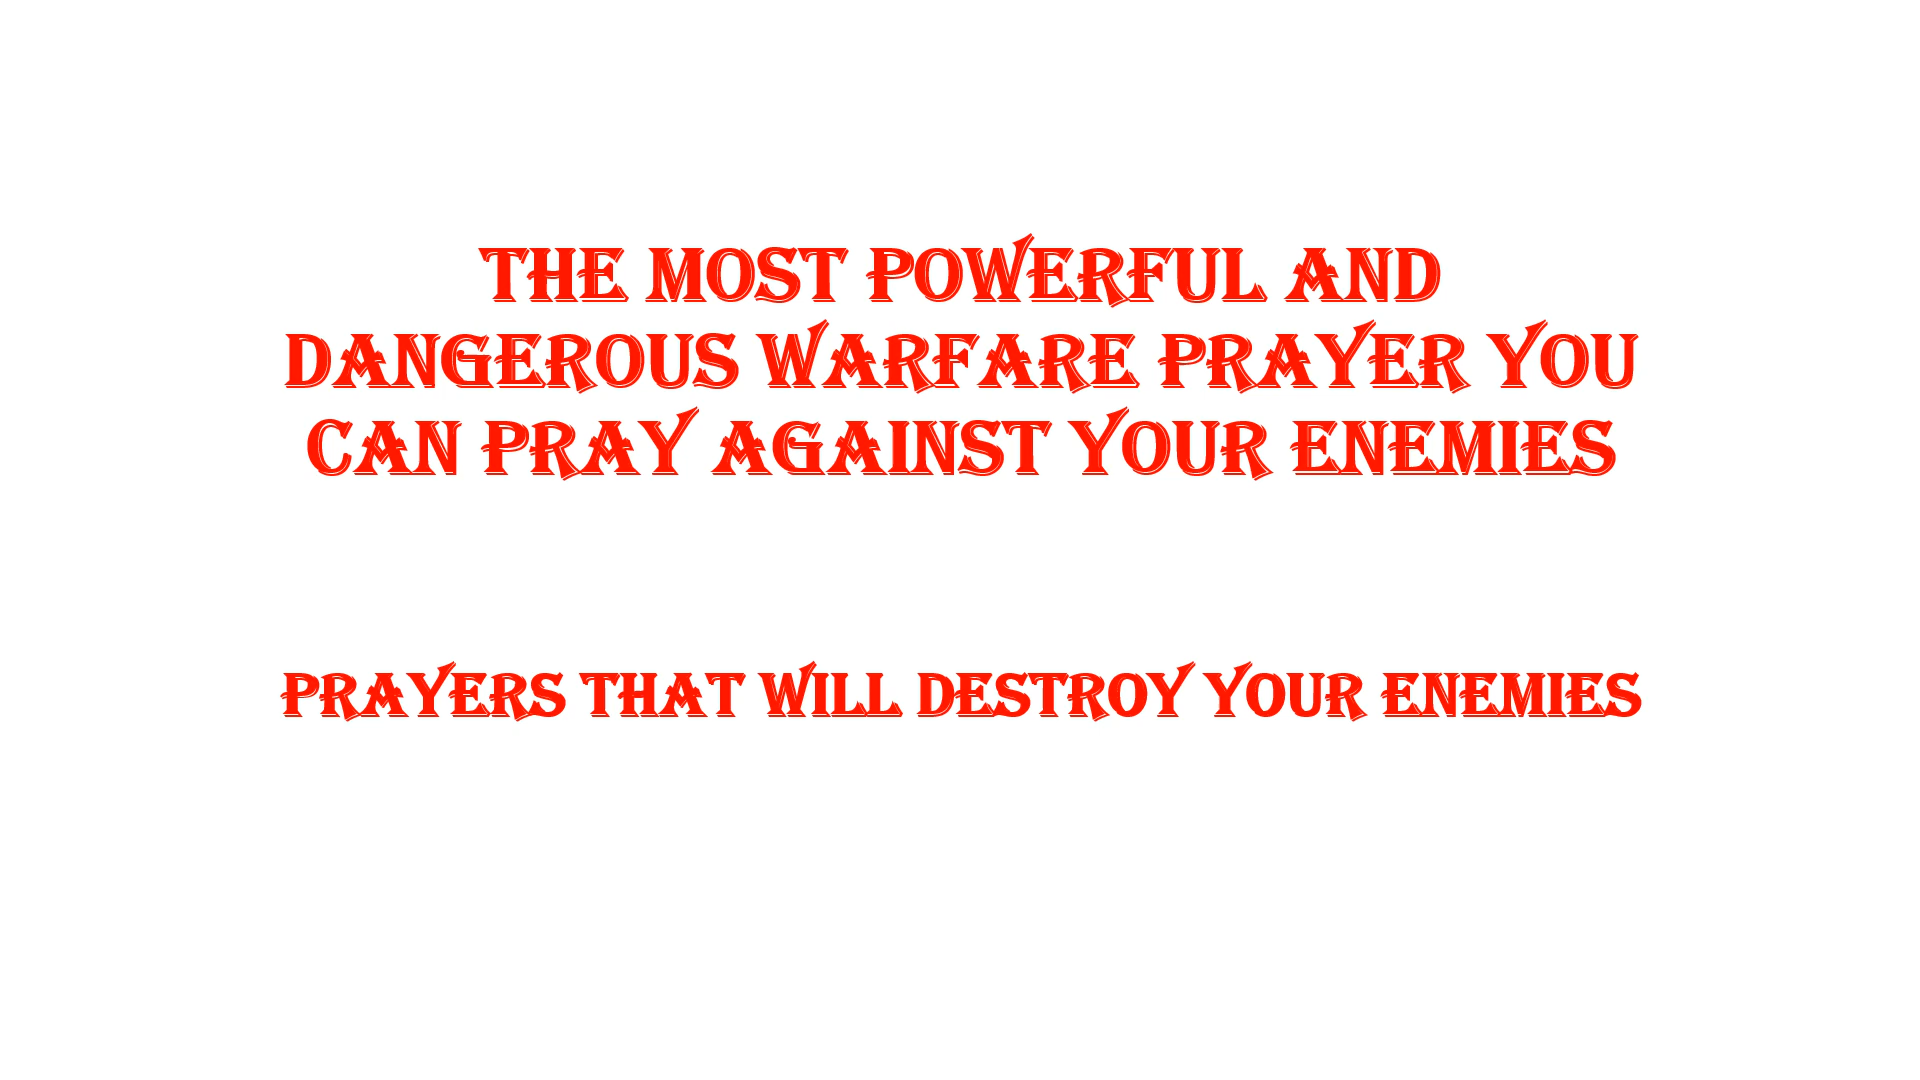 THE MOST POWERFUL AND
DANGEROUS WARFARE PRAYER YOU
CAN PRAY AGAINST YOUR ENEMIES
PRAYERS THAT WILL DESTROY YOUR ENEMIES